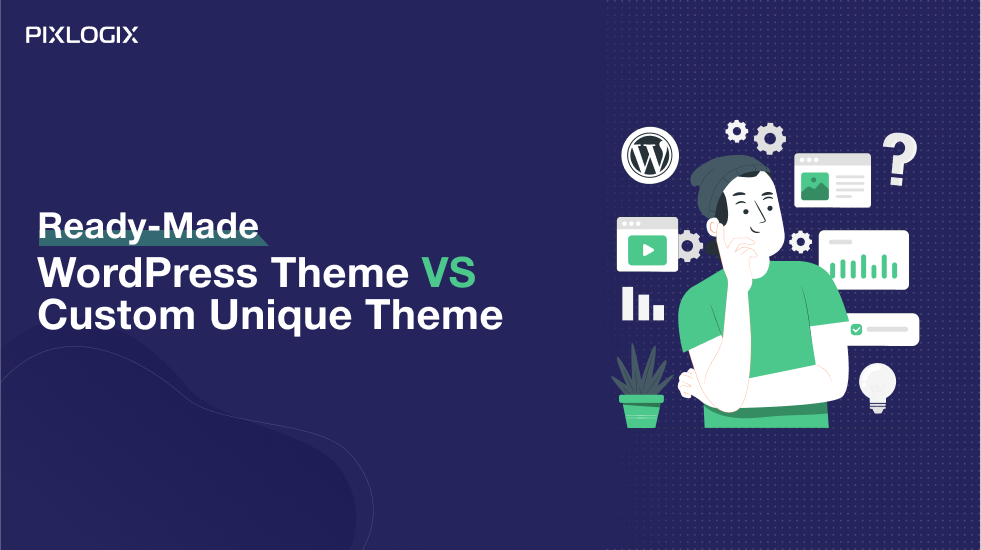 PIXLOGIX
Ready-Made
WordPress Theme VS
Custom Unique Theme
?